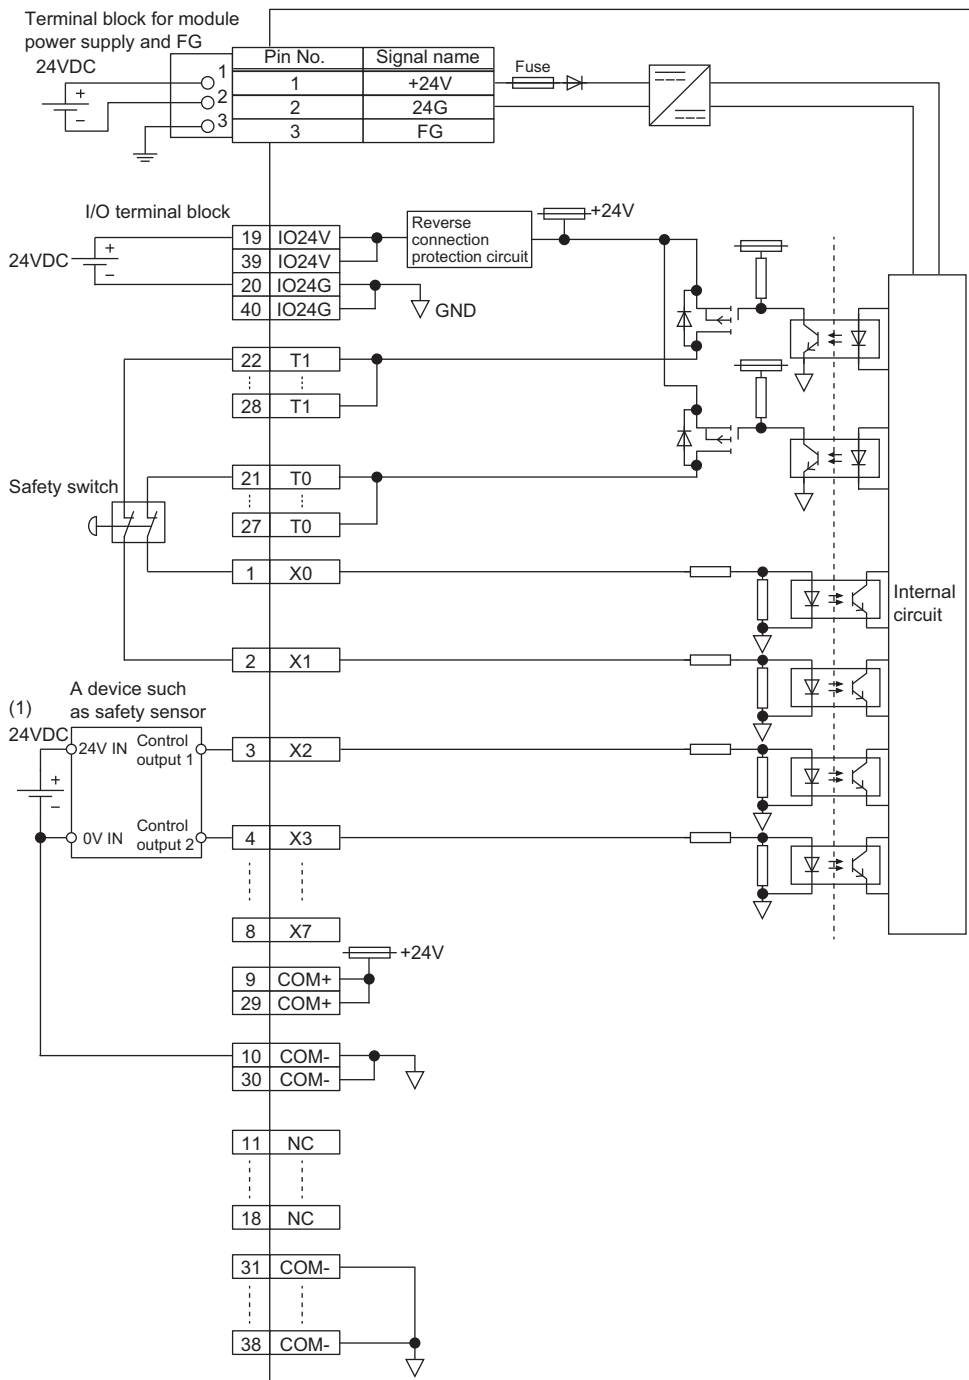 Terminal block for module
power supply and FG
24VDC
+
−
1
2
3
Pin No.
Signal name
1
+24V
2
24G
3
FG
Fuse
I/O terminal block
24VDC
+
−
19
IO24V
39
IO24V
20
IO24G
40
IO24G
Reverse
connection
protection circuit
+24V
GND
22
T1
28
T1
21
T0
27
T0
Safety switch
1
X0
2
X1
Internal
circuit
(1)
24VDC
+
−
A device such
as safety sensor
24V IN
Control
output 1
0V IN
Control
output 2
3
X2
4
X3
8
X7
+24V
9
COM+
29
COM+
10
COM-
30
COM-
11
NC
18
NC
31
COM-
38
COM-